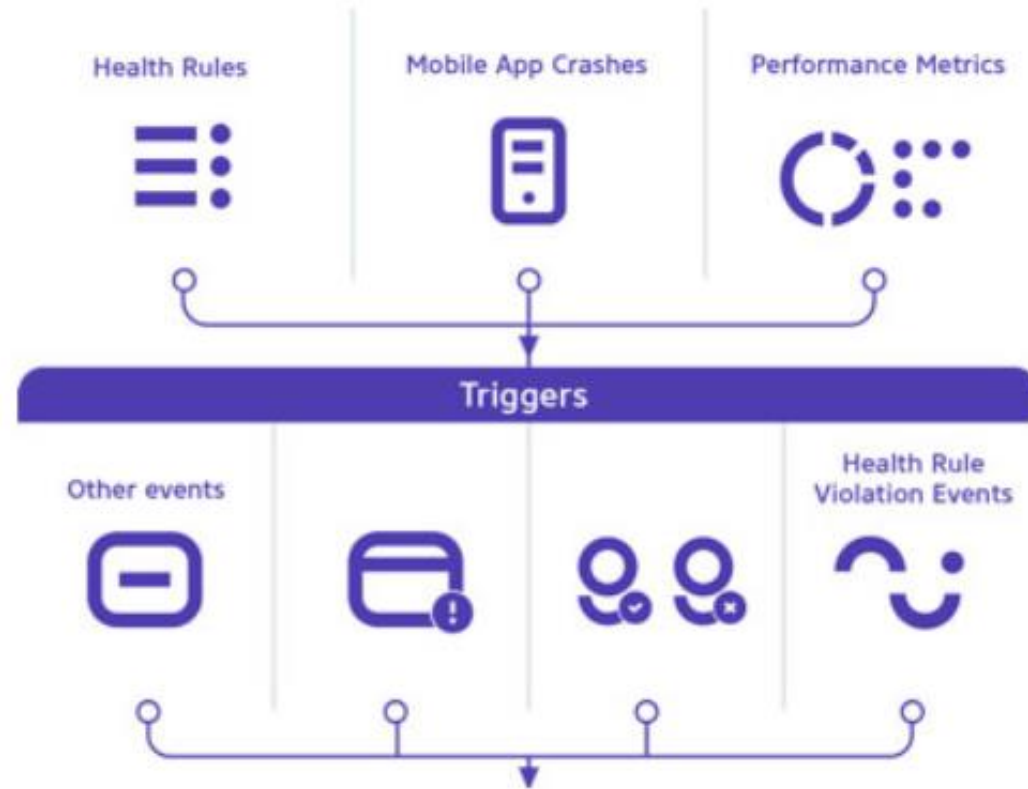 Health Rules
Mobile App Crashes
Performance Metrics
Triggers
Other events
Health Rule
Violation Events